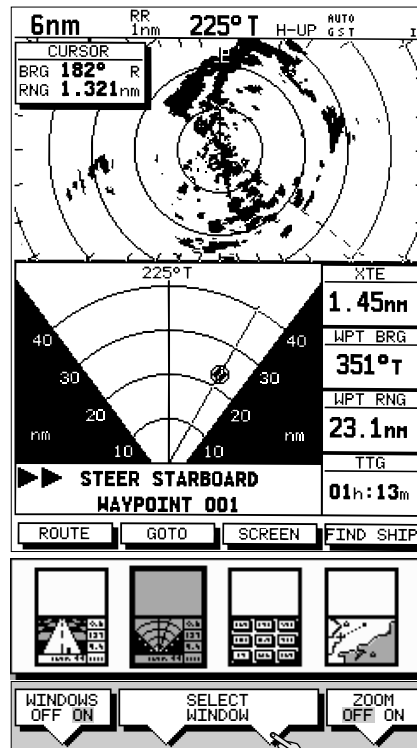 6nm RR 1nm 225°T H-UP AUTO GST
CURSOR
BRG 182° R
RNG 1.321nm
225°T
40 40
30 30
20 20
nm nm
10 10
STEER STARBOARD
WAYPOINT 001
XTE
1.45nm
WPT BRG
351°T
WPT RNG
23.1nm
TTG
01h:13m
ROUTE GOTO SCREEN FIND SHIP
WINDOWS
OFF ON
SELECT
WINDOW
ZOOM
OFF ON